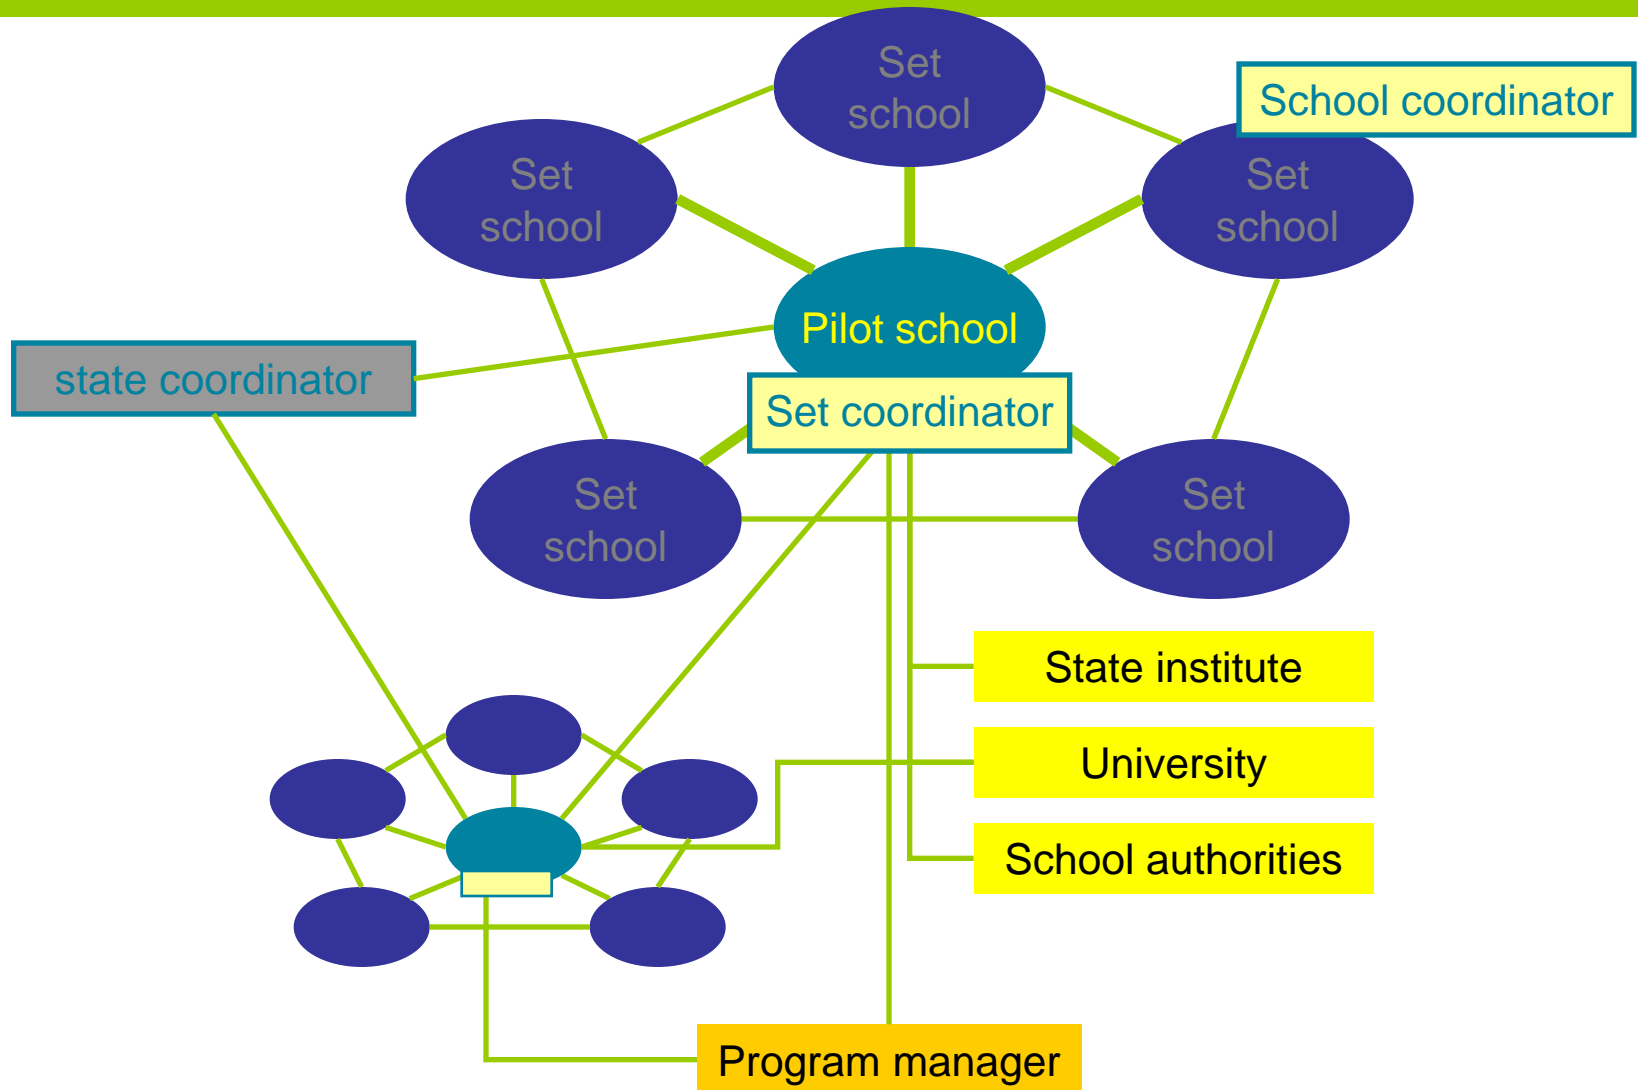 Set
school
School coordinator
Set
school
Set
school
Pilot school
state coordinator
Set coordinator
Set
school
Set
school
State institute
University
School authorities
Program manager